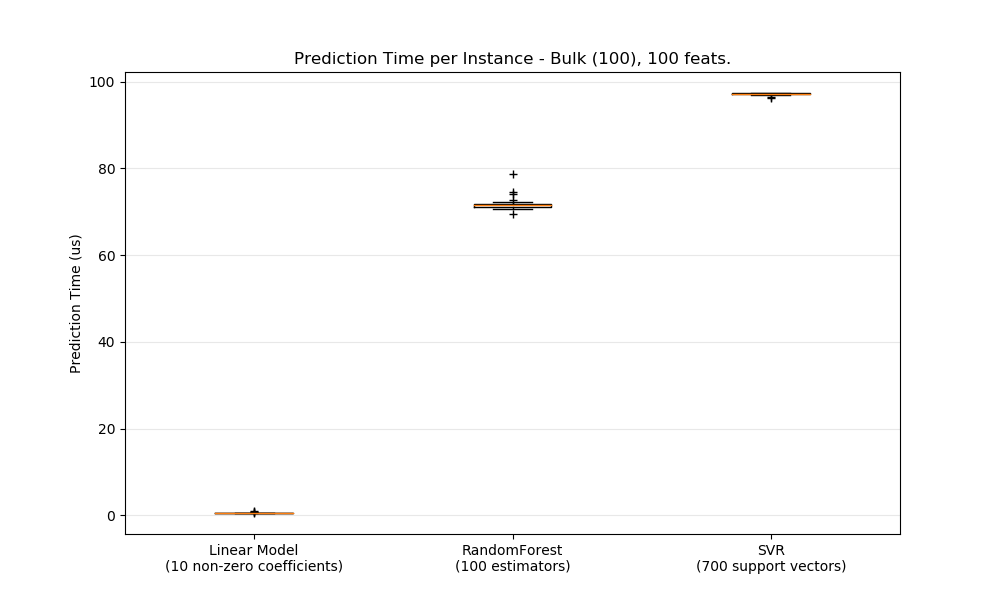 Prediction Time per Instance - Bulk (100), 100 feats.
100
80
60
40
20
0
Prediction Time (us)
Linear Model
(10 non-zero coefficients)
RandomForest
(100 estimators)
SVR
(700 support vectors)